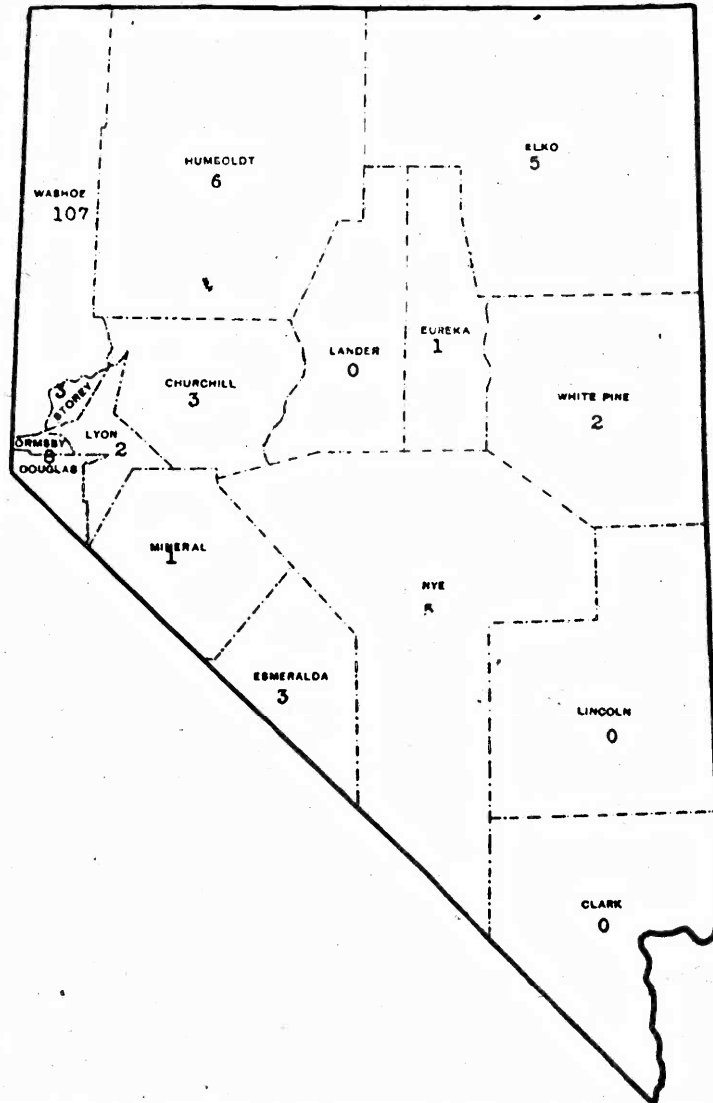 HUMBOLDT
6
ELKO
5
WASHOE
107
EUREKA
1
LANDER
0
CHURCHILL
3
WHITE PINE
2
3
STOREY
LYON
2
ORMSBY
8
DOUGLAS
MINERAL
1
NYE
ESMERALDA
3
LINCOLN
0
CLARK
0